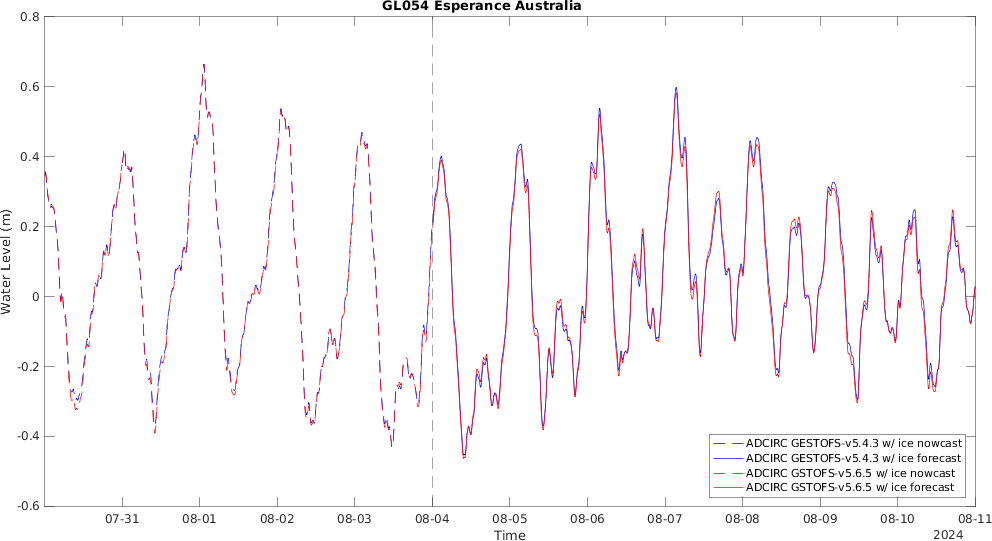 GL054 Esperance Australia
0.8
0.6
0.4
0.2
0
-0.2
-0.4
-0.6
Water Level (m)
ADCIRC GESTOFS-v5.4.3 w/ ice nowcast
ADCIRC GESTOFS-v5.4.3 w/ ice forecast
ADCIRC GSTOFS-v5.6.5 w/ ice nowcast
ADCIRC GSTOFS-v5.6.5 w/ ice forecast
07-31 08-01 08-02 08-03 08-04 08-05 08-06 08-07 08-08 08-09 08-10 08-11
Time
2024